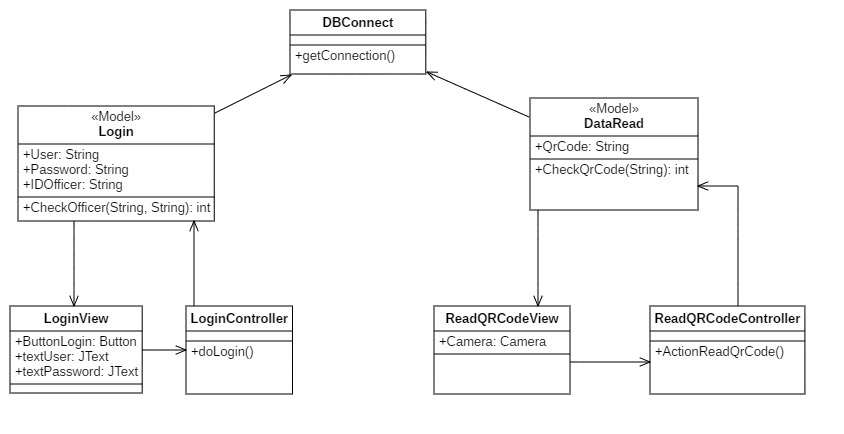 DBConnect
+getConnection()
«Model»
Login
+User: String
+Password: String
+IDOfficer: String
+CheckOfficer(String, String): int
«Model»
DataRead
+QrCode: String
+CheckQrCode(String): int
LoginView
+ButtonLogin: Button
+textUser: JText
+textPassword: JText
LoginController
+doLogin()
ReadQRCodeView
+Camera: Camera
ReadQRCodeController
+ActionReadQrCode()